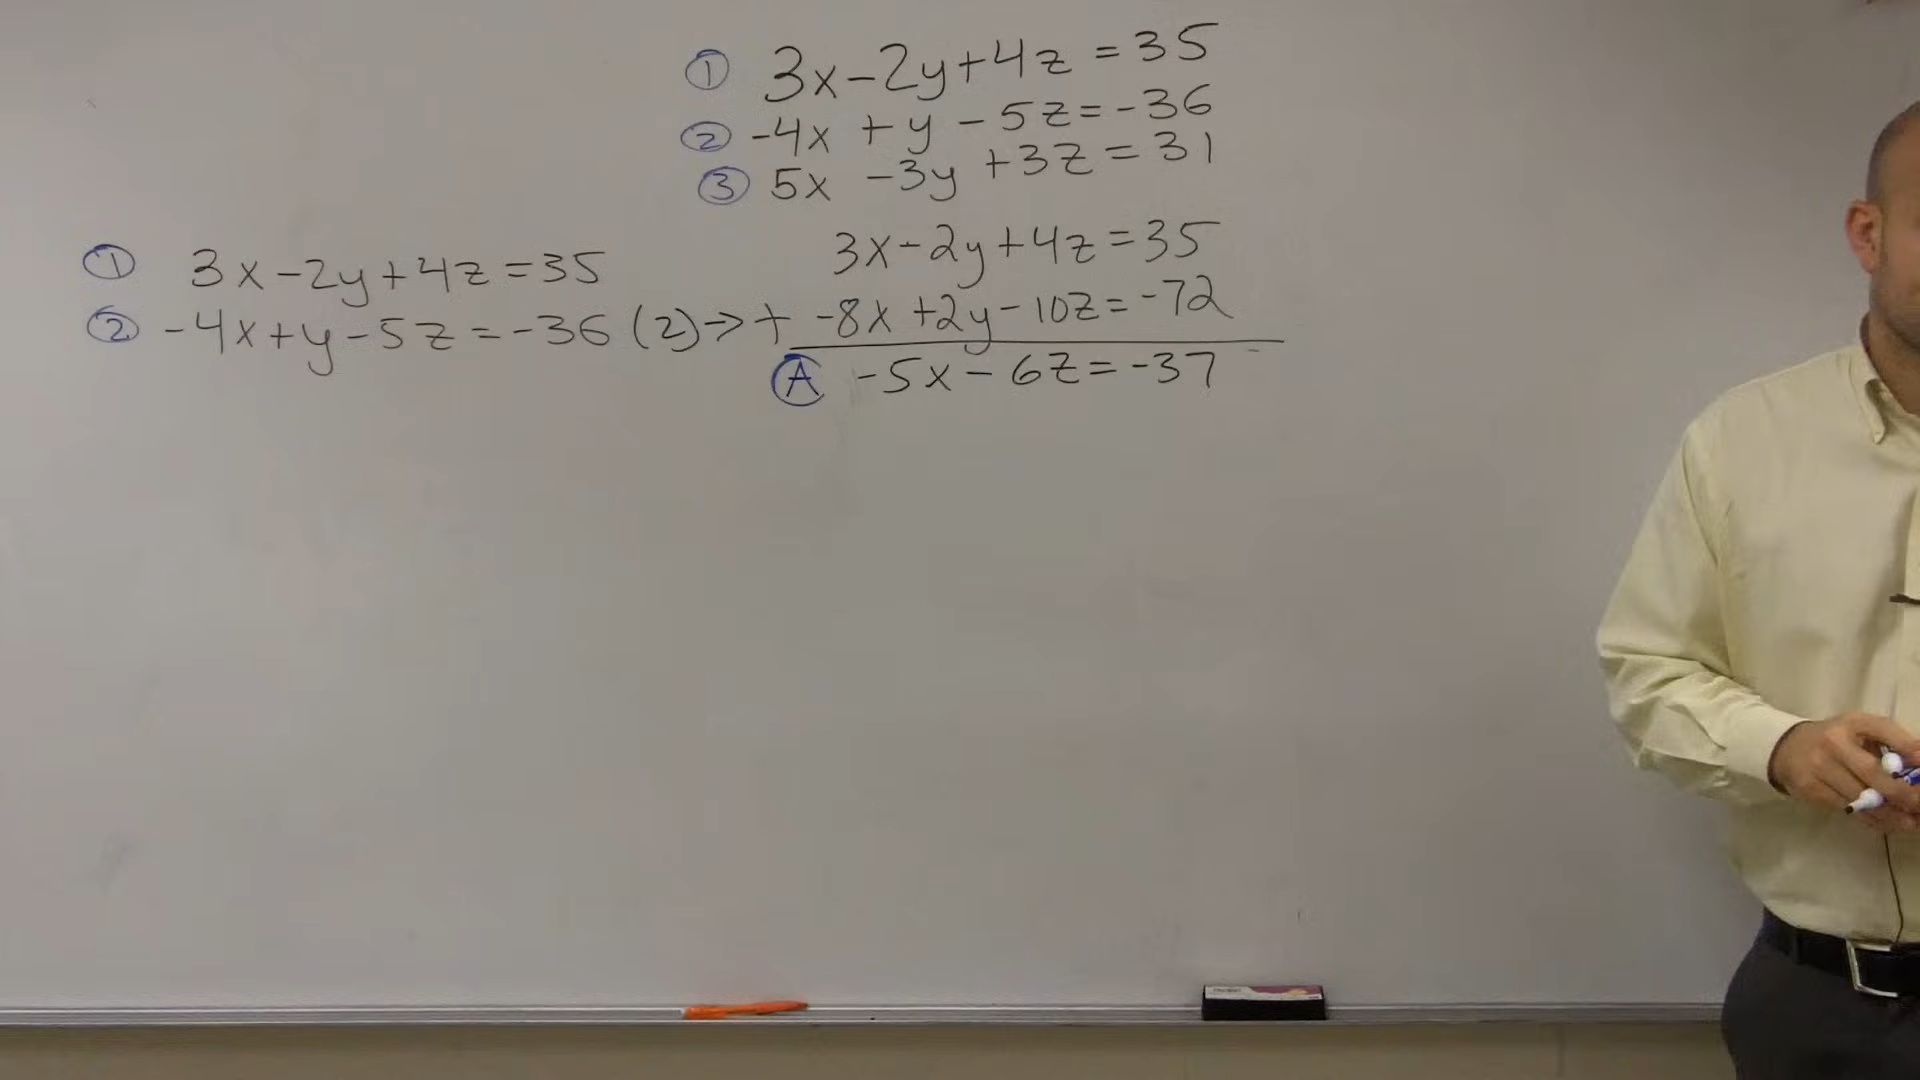 ① 3x-2y+4z=35
② -4x+y-5z=-36
③ 5x-3y+3z=31
① 3x-2y+4z=35
② -4x+y-5z=-36 (2)→
3x-2y+4z=35
+ -8x+2y-10z=-72
Ⓐ -5x-6z=-37